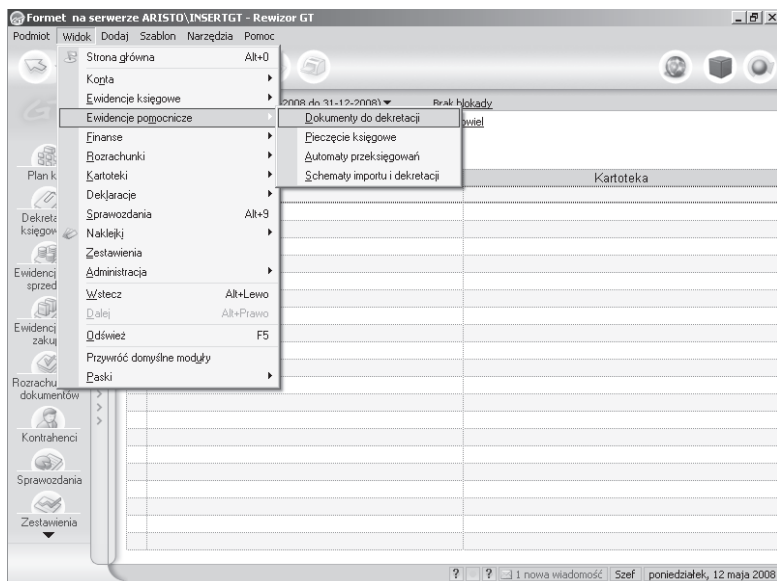 Formet na serwerze ARISTO\INSERTGT - Rewizor GT
Podmiot Widok Dodaj Szablon Narzędzia Pomoc
Strona główna Alt+0
Konta
Ewidencje księgowe
Ewidencje pomocnicze
Finanse
Rozrachunki
Kartoteki
Deklaracje
Sprawozdania Alt+9
Naklejki
Zestawienia
Administracja
Wstecz Alt+Lewo
Dalej Alt+Prawo
Odśwież F5
Przywróć domyślne moduły
Paski
2008 do 31-12-2008) Brak blokady
Dokumenty do dekretacji
Pieczęcie księgowe
Automaty przeksięgowań
Schematy importu i dekretacji
Kartoteka
Plan k
Dekreta
księgow
Ewidencj
sprzed
Ewidencj
zaku
Rozrachu
dokumentów
Kontrahenci
Sprawozdania
Zestawienia
? ? 1 nowa wiadomość Szef poniedziałek, 12 maja 2008